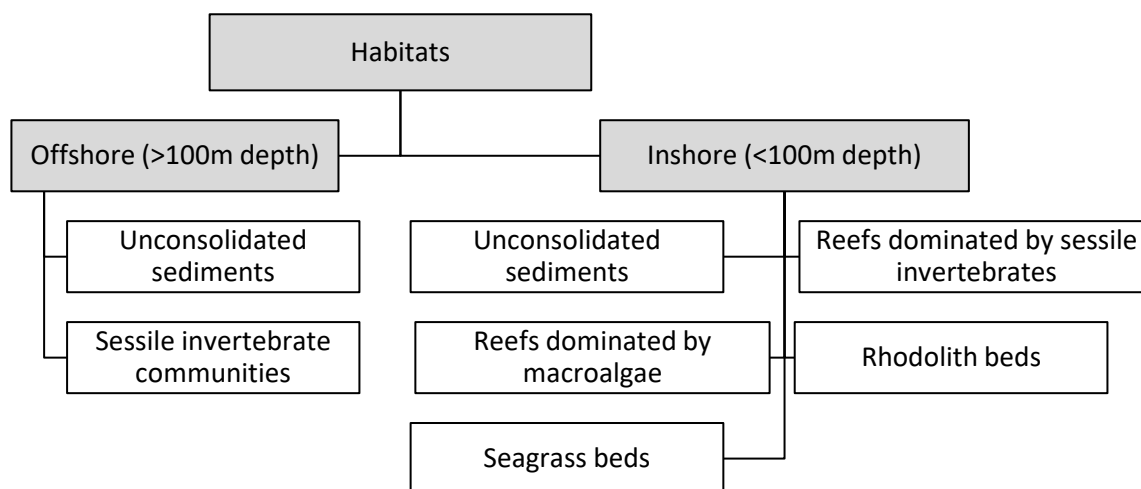 Habitats
Offshore (>100m depth)
Inshore (<100m depth)
Unconsolidated
sediments
Unconsolidated
sediments
Reefs dominated by sessile
invertebrates
Sessile invertebrate
communities
Reefs dominated by
macroalgae
Rhodolith beds
Seagrass beds